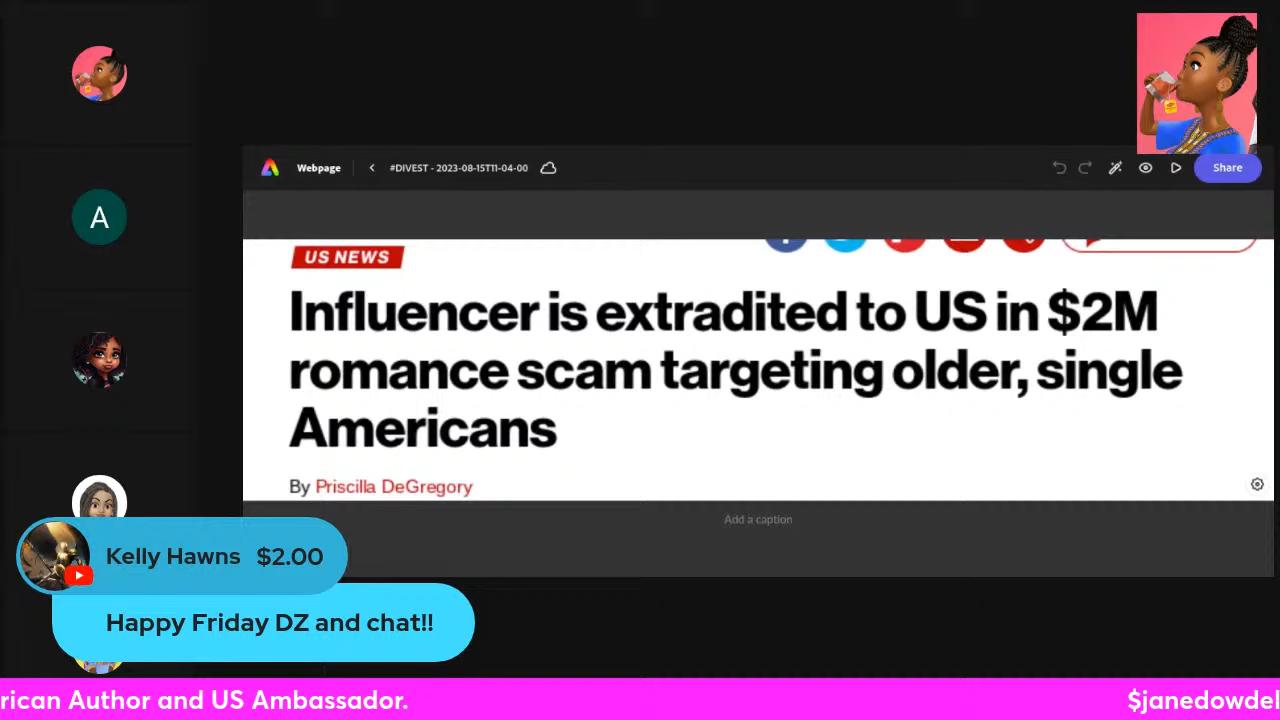 Webpage
#DIVEST - 2023-08-15T11-04-00
Share
A
US NEWS
Influencer is extradited to US in $2M
romance scam targeting older, single
Americans
By Priscilla DeGregory
Add a caption
Kelly Hawns $2.00
Happy Friday DZ and chat!!
rican Author and US Ambassador.
$janedowdel